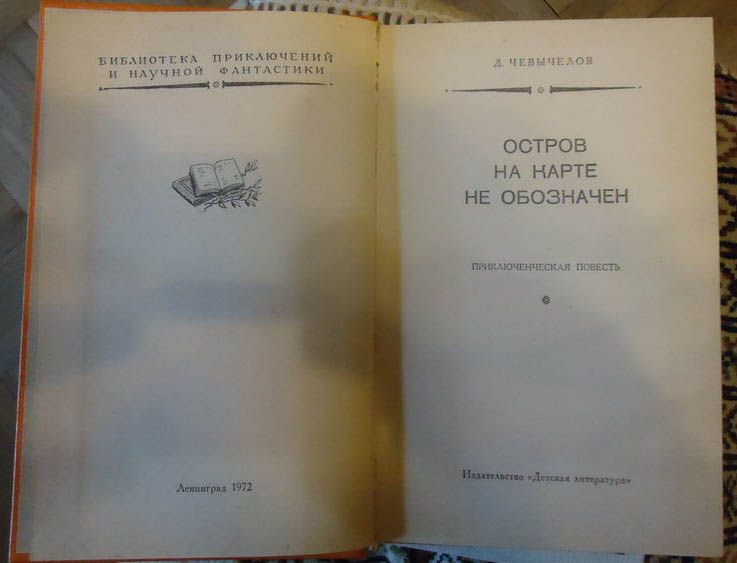 БИБЛИОТЕКА ПРИКЛЮЧЕНИЙ
И НАУЧНОЙ ФАНТАСТИКИ
Ленинград 1972
Д. ЧЕВЫЧЕЛОВ
ОСТРОВ
НА КАРТЕ
НЕ ОБОЗНАЧЕН
ПРИКЛЮЧЕНЧЕСКАЯ ПОВЕСТЬ
Издательство «Детская литература»